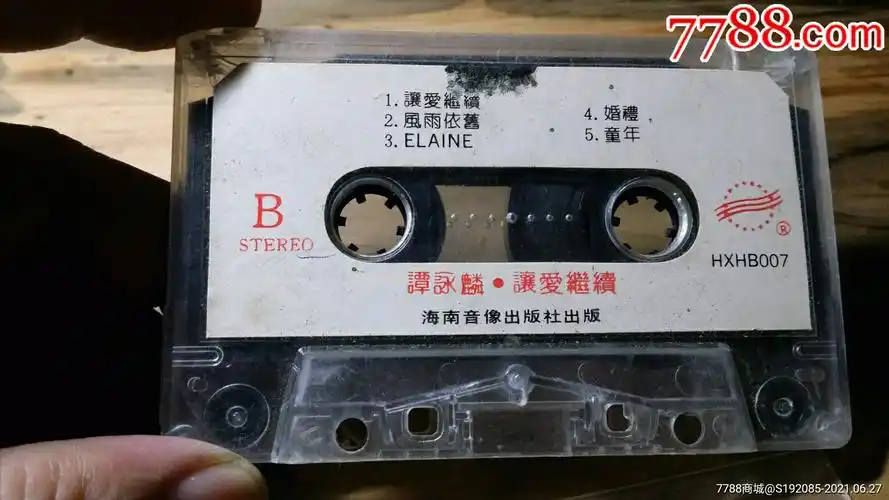 7788.com
1. 讓愛繼續
2. 風雨依舊
3. ELAINE
4. 婚禮
5. 童年
B
STEREO
®
HXHB007
譚詠麟•讓愛繼續
海南音像出版社出版
7788商城@S192085-2021.06.27